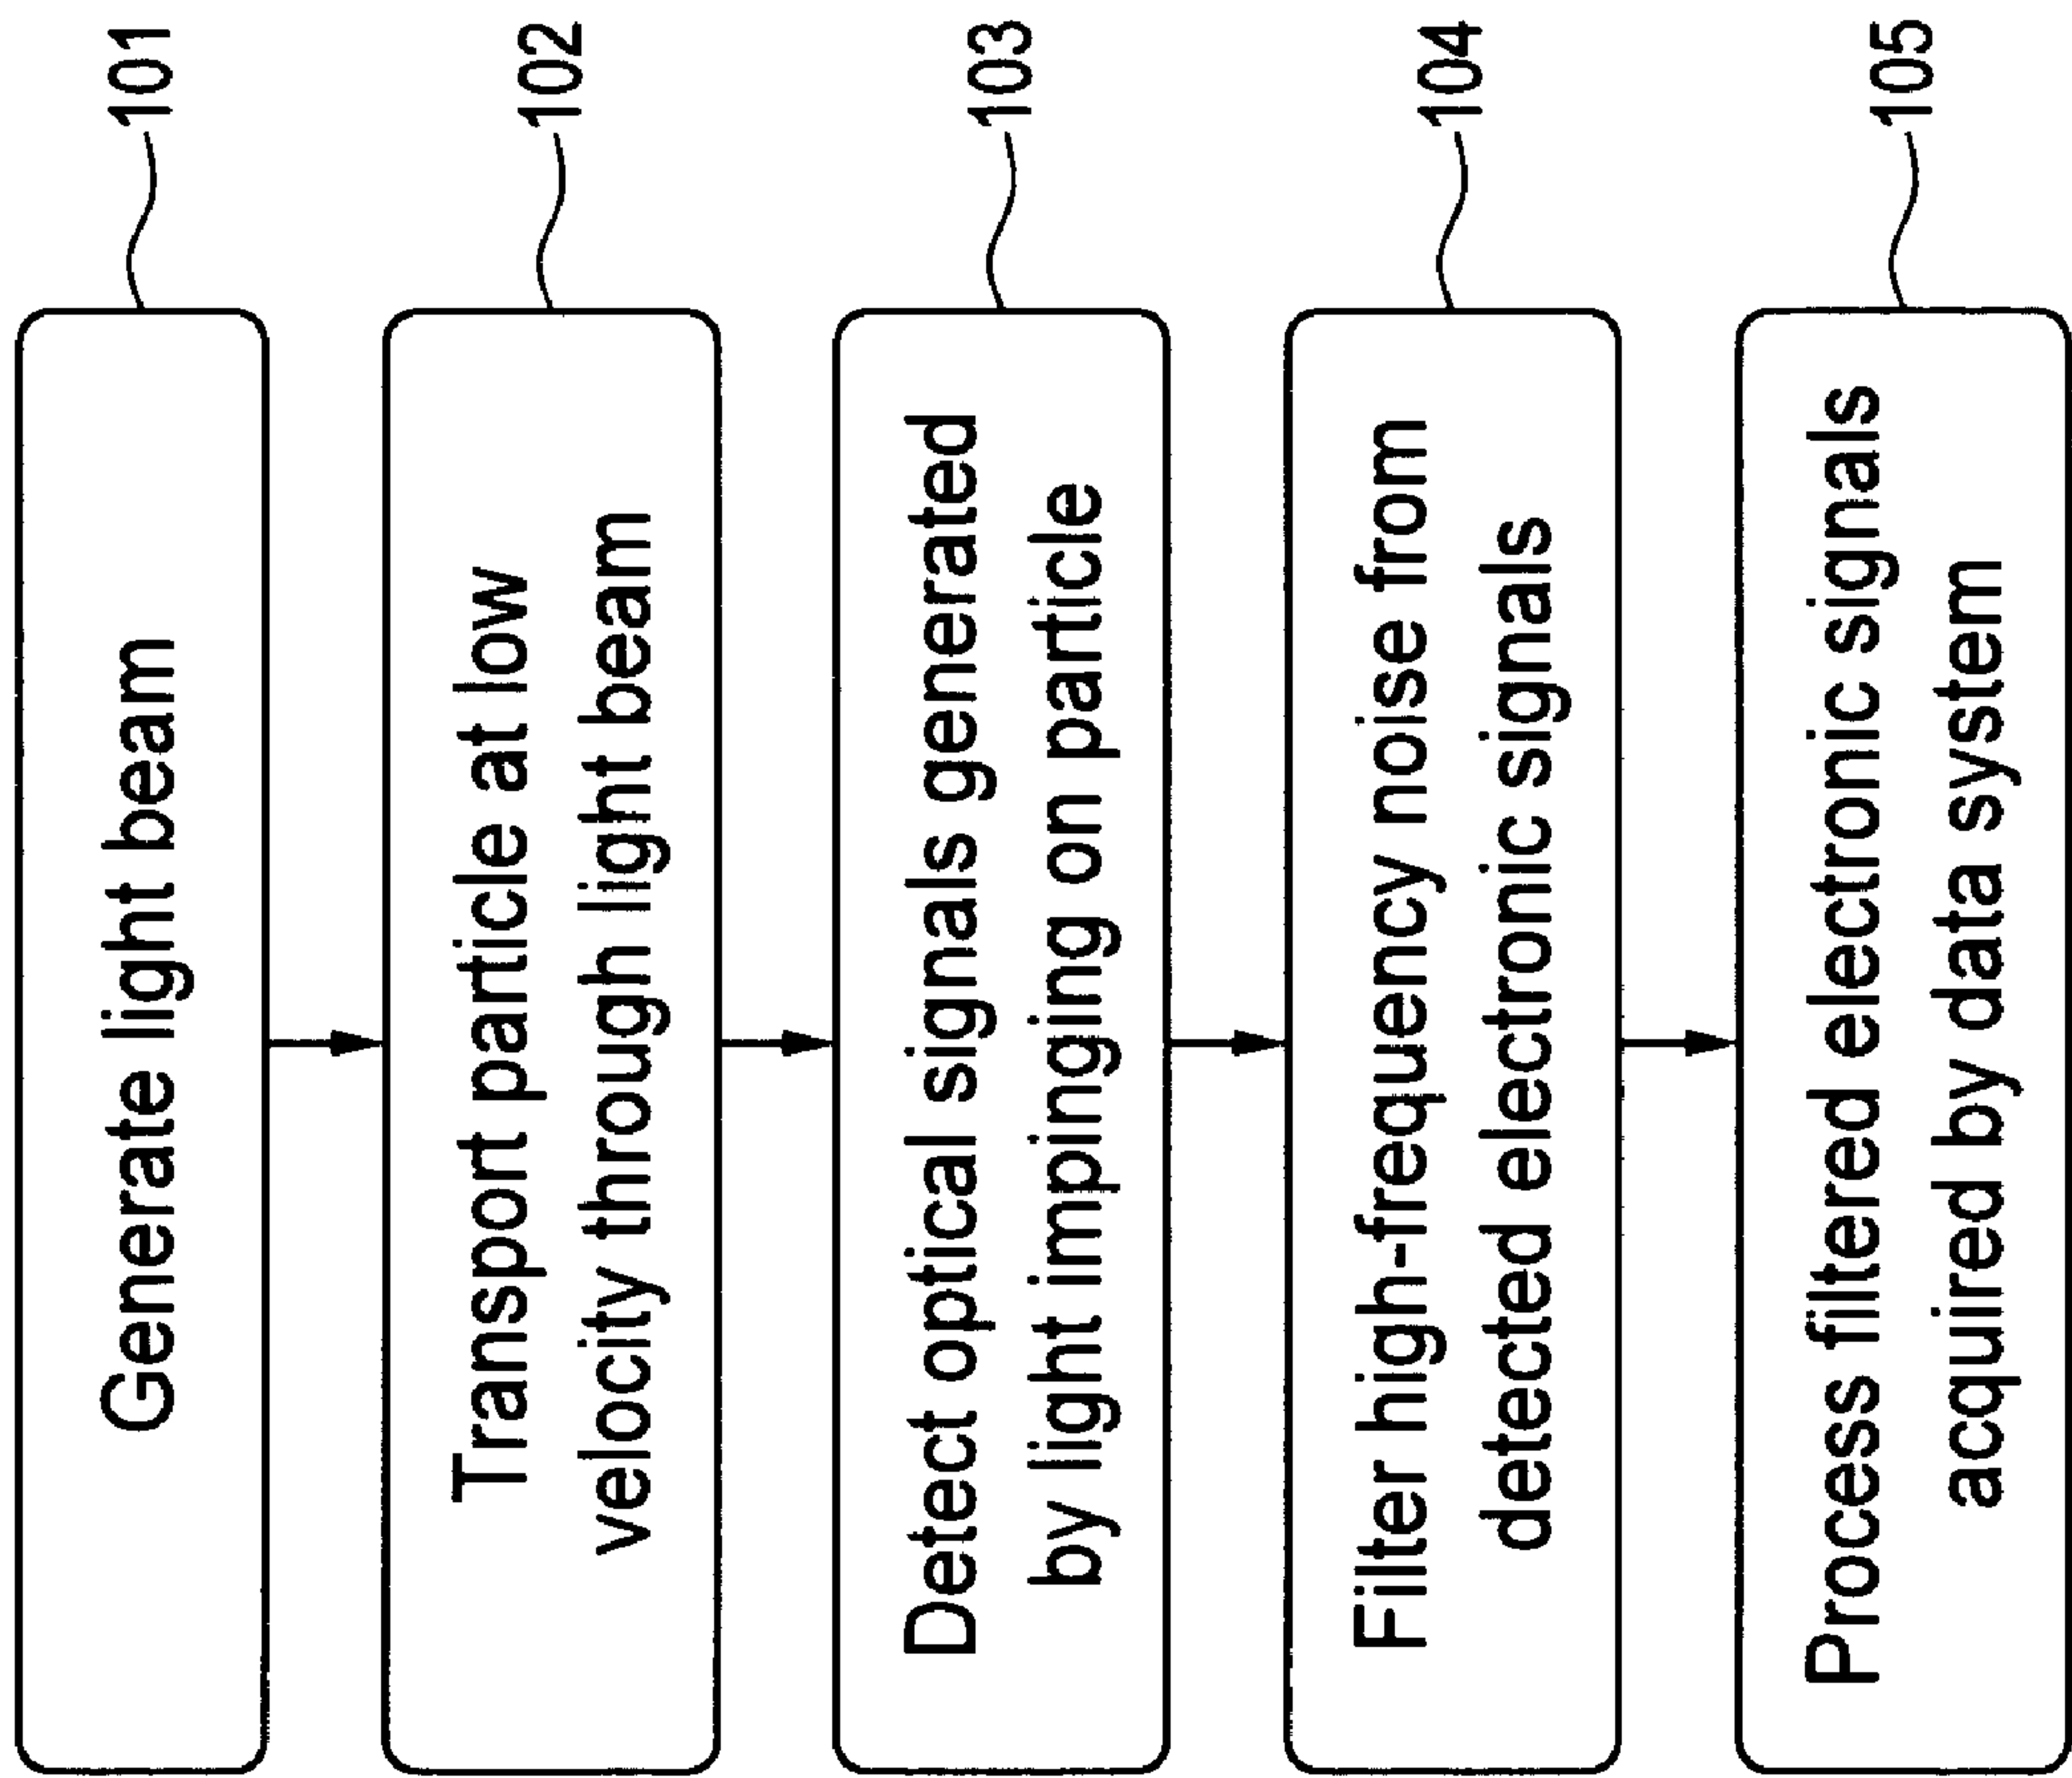 Generate light beam
101
Transport particle at low
velocity through light beam
102
Detect optical signals generated
by light impinging on particle
103
Filter high-frequency noise from
detected electronic signals
104
Process filtered electronic signals
acquired by data system
105